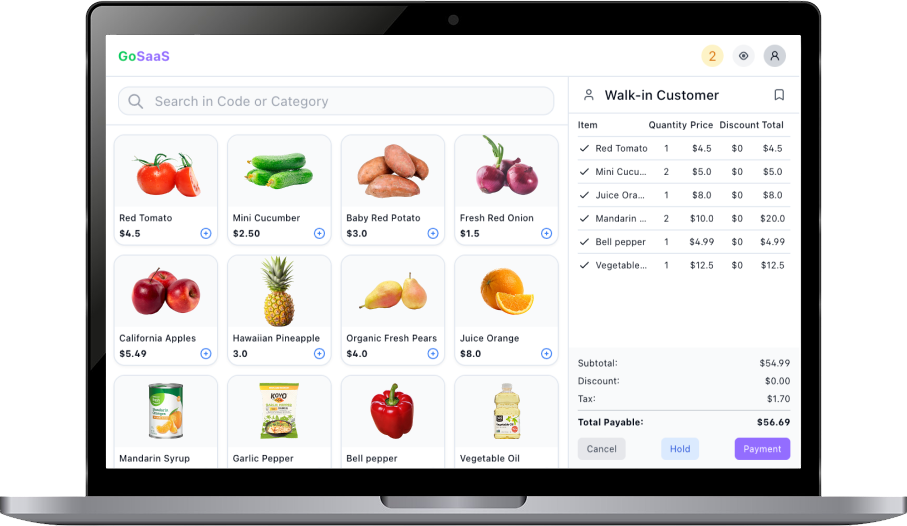 GoSaaS
2
Search in Code or Category
Red Tomato
$4.5
Mini Cucumber
$2.50
Baby Red Potato
$3.0
Fresh Red Onion
$1.5
California Apples
$5.49
Hawaiian Pineapple
3.0
Organic Fresh Pears
$4.0
Juice Orange
$8.0
KOYO
Mandarin Syrup
Garlic Pepper
Bell pepper
Vegetable Oil
Walk-in Customer
Item Quantity Price Discount Total
Red Tomato 1 $4.5 $0 $4.5
Mini Cucu... 2 $5.0 $0 $5.0
Juice Ora... 1 $8.0 $0 $8.0
Mandarin ... 2 $10.0 $0 $20.0
Bell pepper 1 $4.99 $0 $4.99
Vegetable... 1 $12.5 $0 $12.5
Subtotal: $54.99
Discount: $0.00
Tax: $1.70
Total Payable: $56.69
Cancel Hold Payment